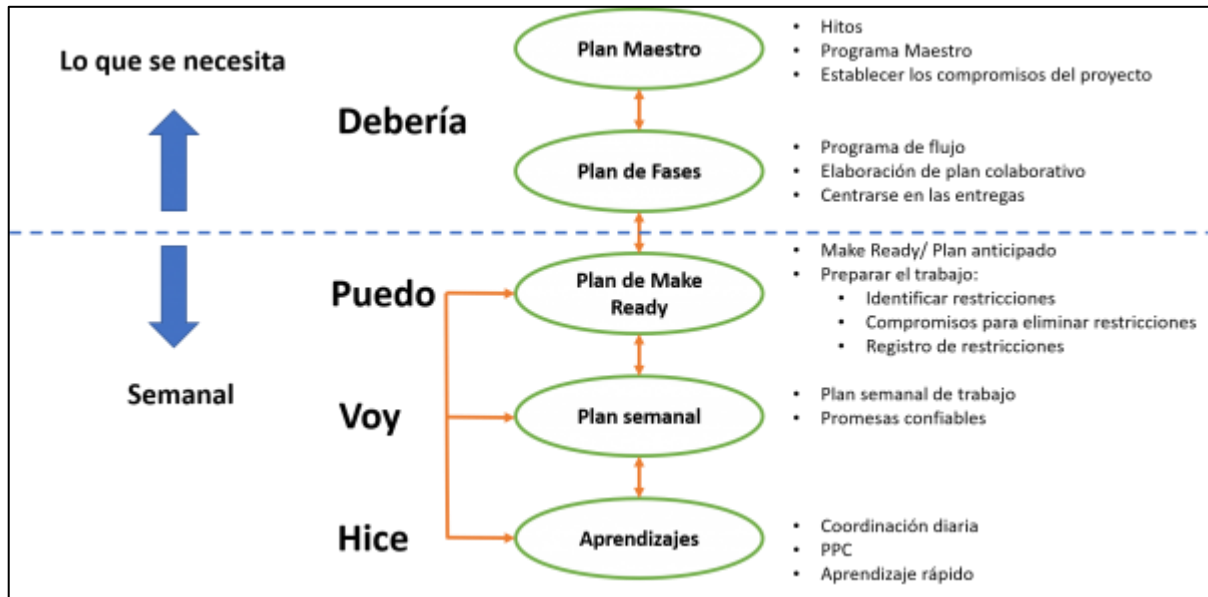 Lo que se necesita
Debería
Plan Maestro
• Hitos
• Programa Maestro
• Establecer los compromisos del proyecto
Plan de Fases
• Programa de flujo
• Elaboración de plan colaborativo
• Centrarse en las entregas
Semanal
Puedo
Plan de Make
Ready
• Make Ready/ Plan anticipado
• Preparar el trabajo:
• Identificar restricciones
• Compromisos para eliminar restricciones
• Registro de restricciones
Voy
Plan semanal
• Plan semanal de trabajo
• Promesas confiables
Hice
Aprendizajes
• Coordinación diaria
• PPC
• Aprendizaje rápido